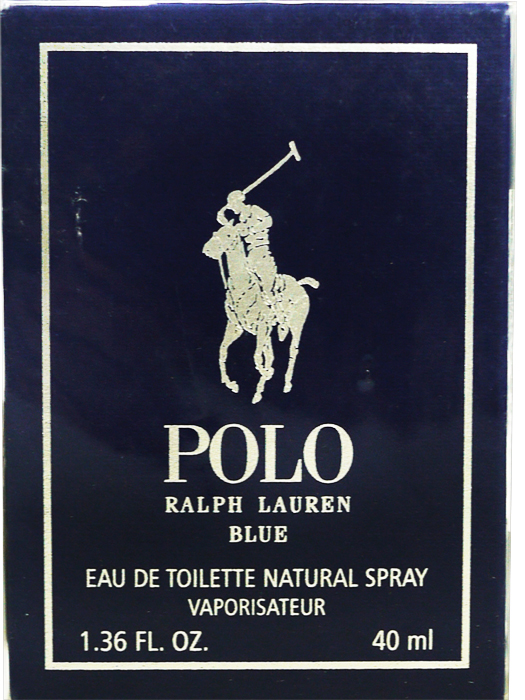 POLO
RALPH LAUREN
BLUE
EAU DE TOILETTE NATURAL SPRAY
VAPORISATEUR
1.36 FL. OZ. 40 ml